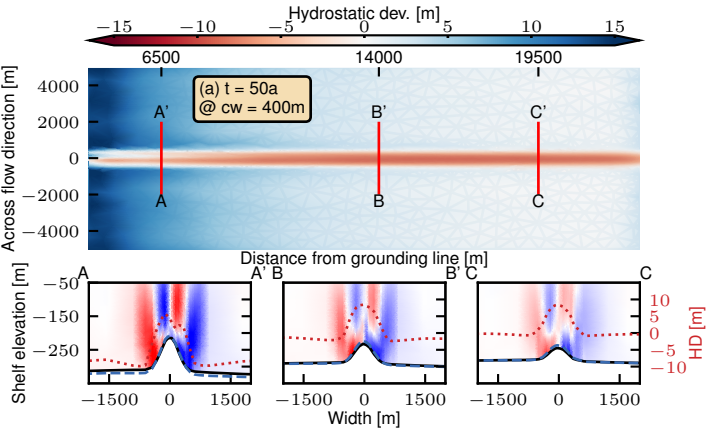 Hydrostatic dev. [m]
−15 −10 −5 0 5 10 15
6500 14000 19500
Across flow direction [m]
4000
2000
0
−2000
−4000
(a) t = 50a
@ cw = 400m
A' B' C'
A B C
Distance from grounding line [m]
A A' B B' C C
Shelf elevation [m]
−50
−150
−250
10
5
0
−5
−10
HD [m]
−1500 0 1500 −1500 0 1500 −1500 0 1500
Width [m]